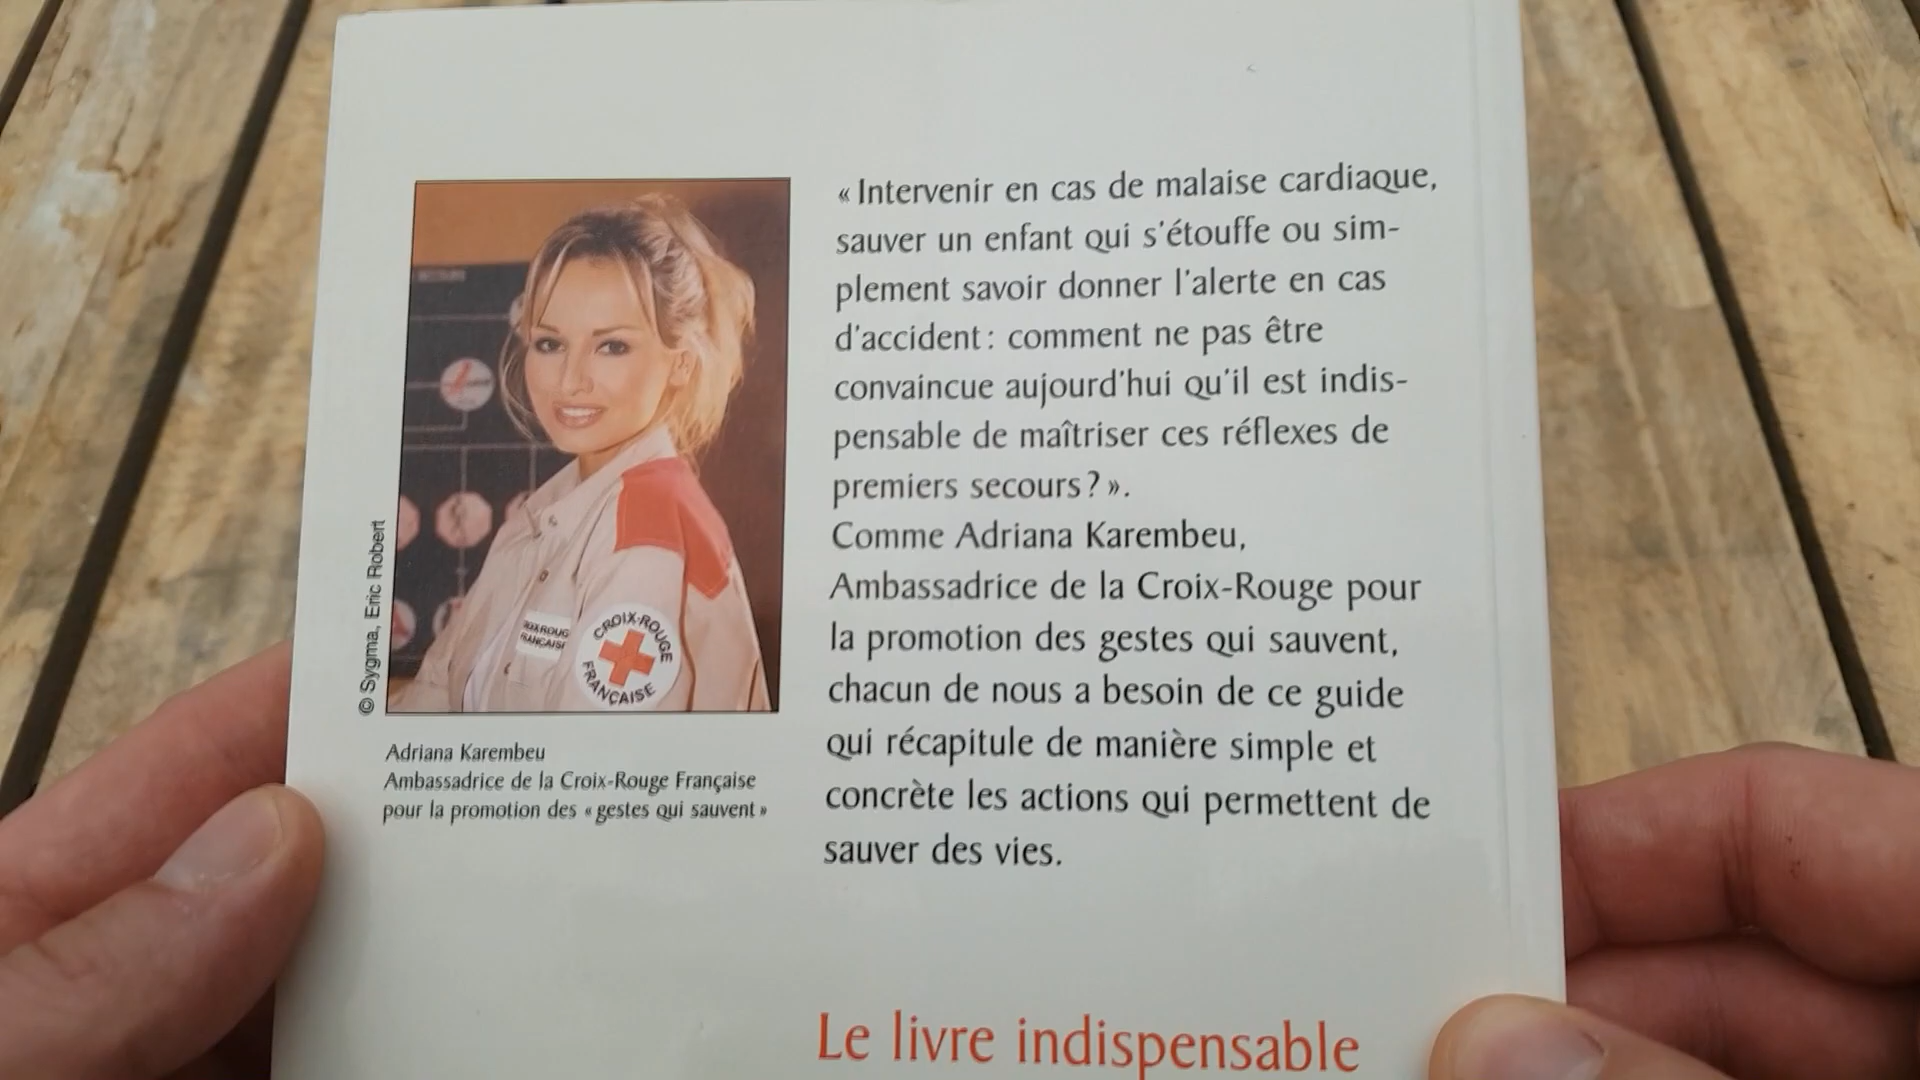 « Intervenir en cas de malaise cardiaque,
sauver un enfant qui s'étouffe ou sim-
plement savoir donner l'alerte en cas
d'accident : comment ne pas être
convaincue aujourd'hui qu'il est indis-
pensable de maîtriser ces réflexes de
premiers secours ? ».
Comme Adriana Karembeu,
Ambassadrice de la Croix-Rouge pour
la promotion des gestes qui sauvent,
chacun de nous a besoin de ce guide
qui récapitule de manière simple et
concrète les actions qui permettent de
sauver des vies.
© Sygma, Eric Robert
CROIX-ROUGE
FRANÇAISE
Adriana Karembeu
Ambassadrice de la Croix-Rouge Française
pour la promotion des « gestes qui sauvent »
Le livre indispensable